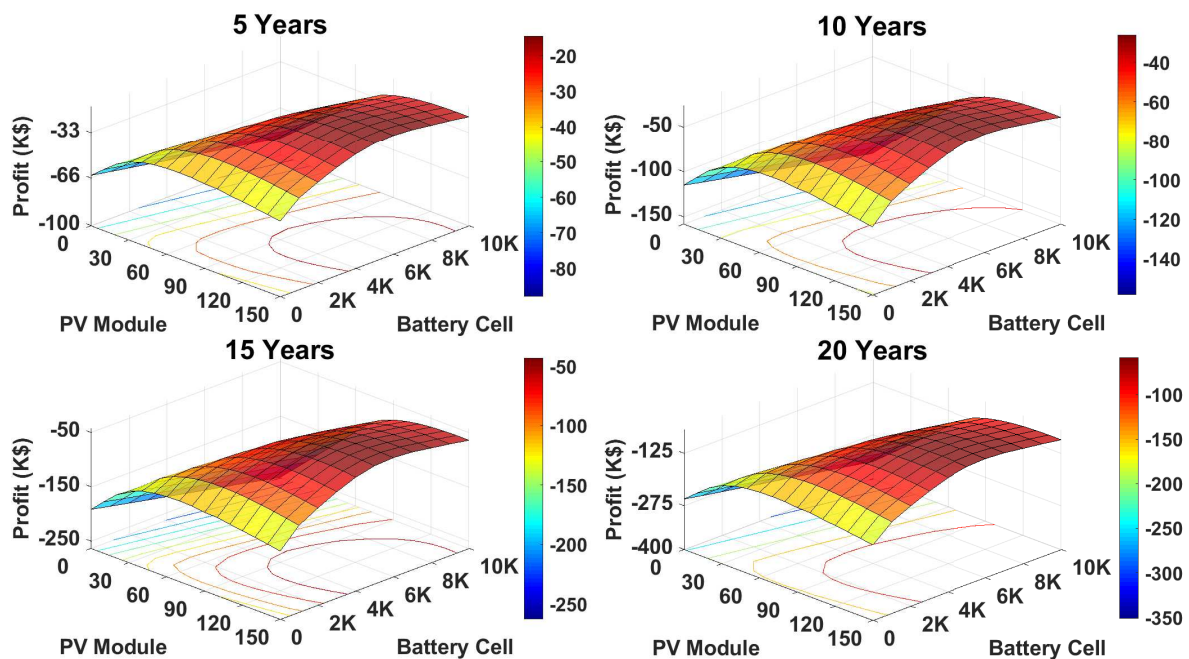 5 Years
-20
-30
-40
-50
-60
-70
-80
Profit (K$)
-33
-66
-100
0
30
60
90
120
150
0
2K
4K
6K
8K
10K
PV Module
Battery Cell
10 Years
-40
-60
-80
-100
-120
-140
Profit (K$)
-50
-100
-150
0
30
60
90
120
150
0
2K
4K
6K
8K
10K
PV Module
Battery Cell
15 Years
-50
-100
-150
-200
-250
Profit (K$)
-50
-150
-250
0
30
60
90
120
150
0
2K
4K
6K
8K
10K
PV Module
Battery Cell
20 Years
-100
-150
-200
-250
-300
-350
Profit (K$)
-125
-275
-400
0
30
60
90
120
150
0
2K
4K
6K
8K
10K
PV Module
Battery Cell